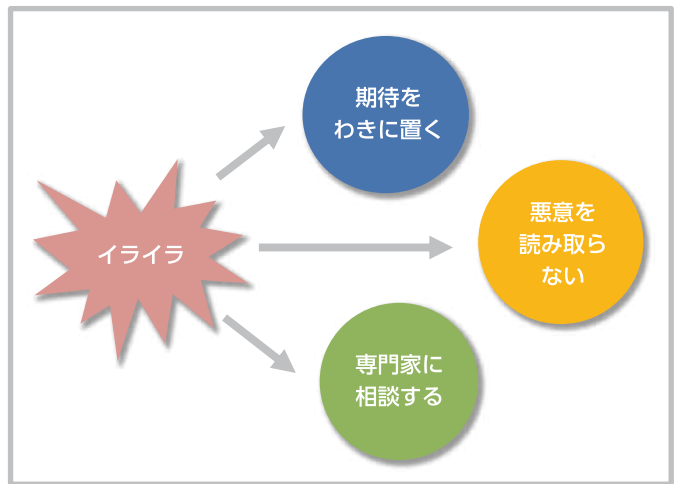 期待を
わきに置く
イライラ
悪意を
読み取ら
ない
専門家に
相談する